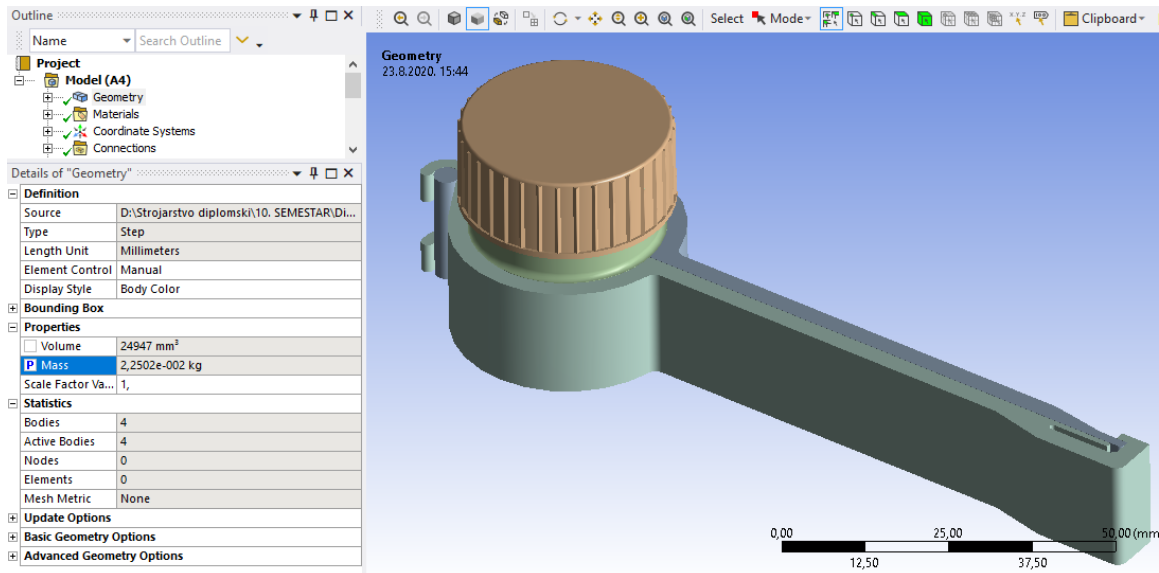 Outline
Name Search Outline
Project
Model (A4)
Geometry
Materials
Coordinate Systems
Connections
Details of "Geometry"
Definition
Source D:\Strojarstvo diplomski\10. SEMESTAR\Di...
Type Step
Length Unit Millimeters
Element Control Manual
Display Style Body Color
Bounding Box
Properties
Volume 24947 mm³
P Mass 2,2502e-002 kg
Scale Factor Va... 1,
Statistics
Bodies 4
Active Bodies 4
Nodes 0
Elements 0
Mesh Metric None
Update Options
Basic Geometry Options
Advanced Geometry Options
Select Mode Clipboard
Geometry
23.8.2020. 15:44
0,00 25,00 50,00 (mm
12,50 37,50